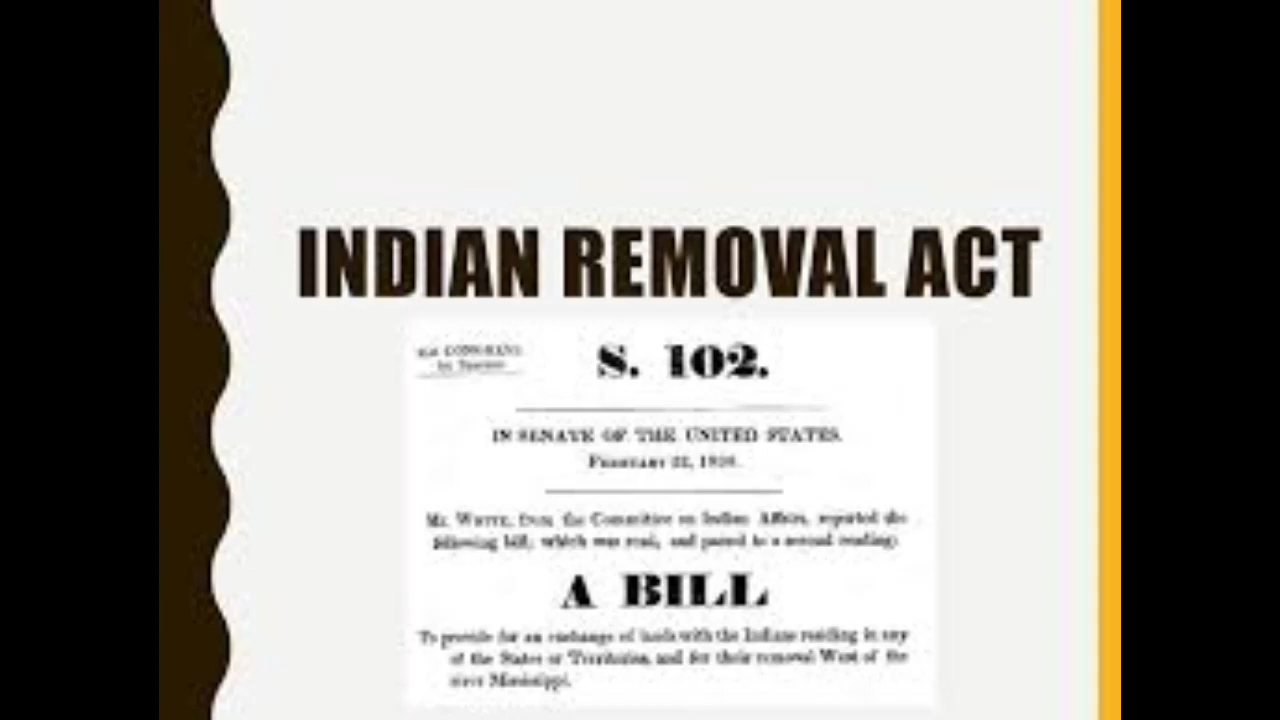 INDIAN REMOVAL ACT
CONGRESS,
S. 102.
IN SENATE OF THE UNITED STATES.
FEBRUARY 22, 1830.
Mr. WHITE, from the Committee on Indian Affairs, reported the
following bill; which was read, and passed to a second reading:
A BILL
To provide for an exchange of lands with the Indians residing in any
of the States or Territories, and for their removal West of the
river Mississippi.